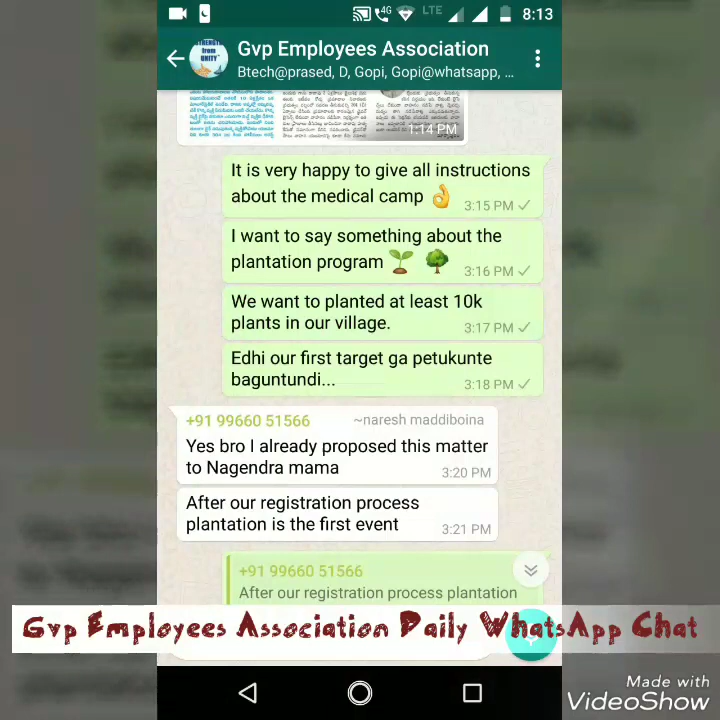 LTE 8:13
4G
STRENGTH
from
UNITY
Gvp Employees Association
Btech@prased, D, Gopi, Gopi@whatsapp, ...
1:14 PM
It is very happy to give all instructions
about the medical camp 👌
3:15 PM
I want to say something about the
plantation program 🌱 🌳
3:16 PM
We want to planted at least 10k
plants in our village.
3:17 PM
Edhi our first target ga petukunte
baguntundi...
3:18 PM
+91 99660 51566 ~naresh maddiboina
Yes bro I already proposed this matter
to Nagendra mama
3:20 PM
After our registration process
plantation is the first event
3:21 PM
+91 99660 51566
After our registration process plantation
Gvp Employees Association Daily WhatsApp Chat
Made with
VideoShow